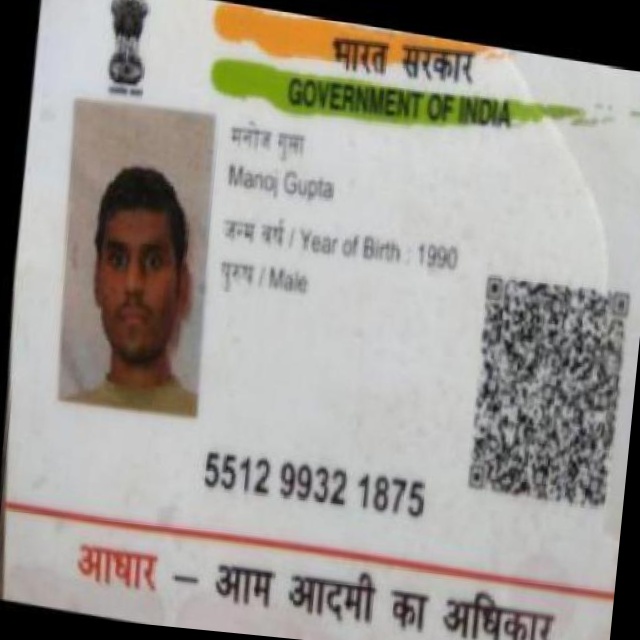 भारत सरकार
GOVERNMENT OF INDIA
मनोज गुप्ता
Manoj Gupta
जन्म वर्ष / Year of Birth : 1990
पुरुष / Male
5512 9932 1875
आधार – आम आदमी का अधिकार